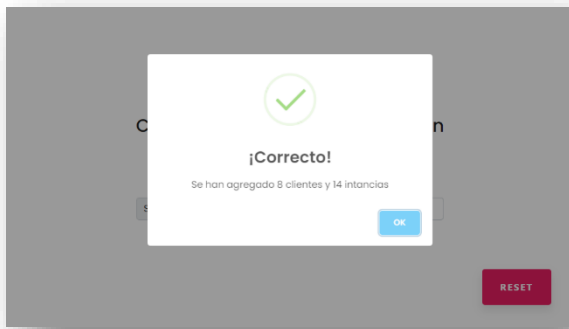 C n
¡Correcto!
Se han agregado 8 clientes y 14 intancias
S
OK
RESET